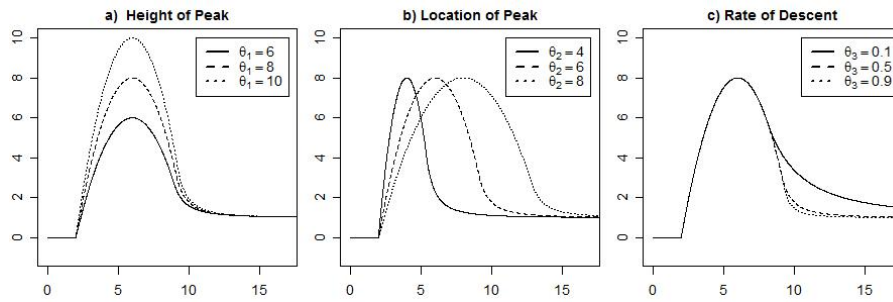 a) Height of Peak
θ1 = 6
θ1 = 8
θ1 = 10
0 2 4 6 8 10
0 5 10 15
b) Location of Peak
θ2 = 4
θ2 = 6
θ2 = 8
0 2 4 6 8 10
0 5 10 15
c) Rate of Descent
θ3 = 0.1
θ3 = 0.5
θ3 = 0.9
0 2 4 6 8 10
0 5 10 15